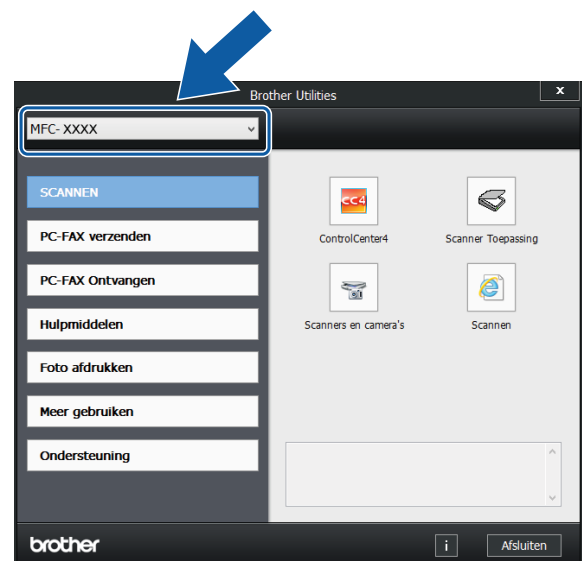 Brother Utilities
X
MFC- XXXX
SCANNEN
PC-FAX verzenden
PC-FAX Ontvangen
Hulpmiddelen
Foto afdrukken
Meer gebruiken
Ondersteuning
CC4
ControlCenter4
Scanner Toepassing
Scanners en camera's
Scannen
brother
i
Afsluiten